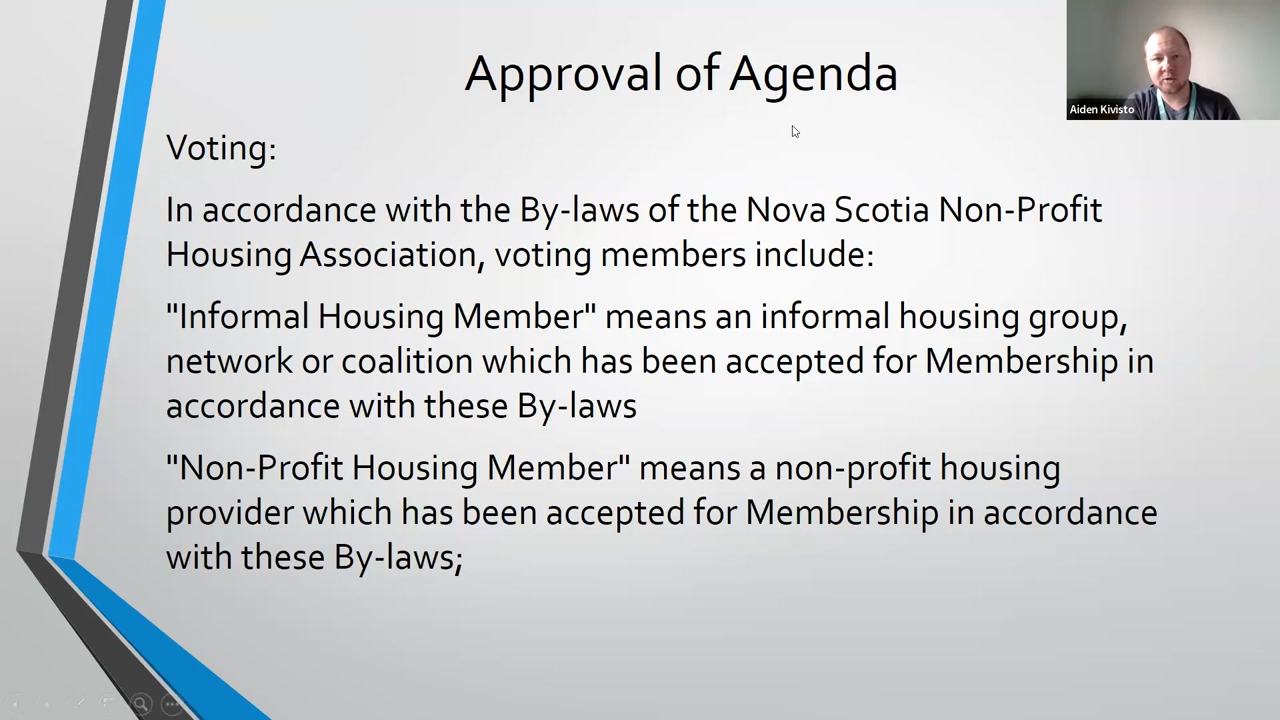 Approval of Agenda
Aiden Kivisto
Voting:
In accordance with the By-laws of the Nova Scotia Non-Profit
Housing Association, voting members include:
"Informal Housing Member" means an informal housing group,
network or coalition which has been accepted for Membership in
accordance with these By-laws
"Non-Profit Housing Member" means a non-profit housing
provider which has been accepted for Membership in accordance
with these By-laws;